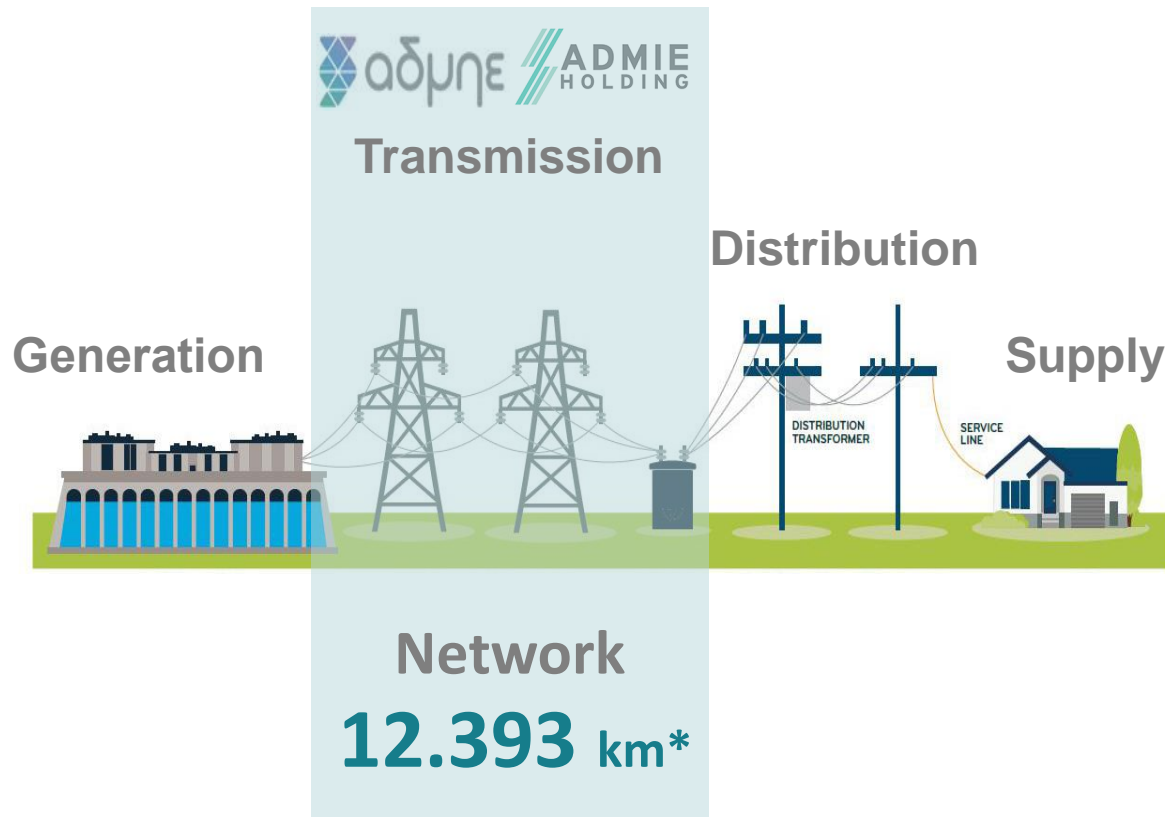 αδμηε
ADMIE
HOLDING
Transmission
Distribution
Generation
Supply
DISTRIBUTION
TRANSFORMER
SERVICE
LINE
Network
12.393 km*